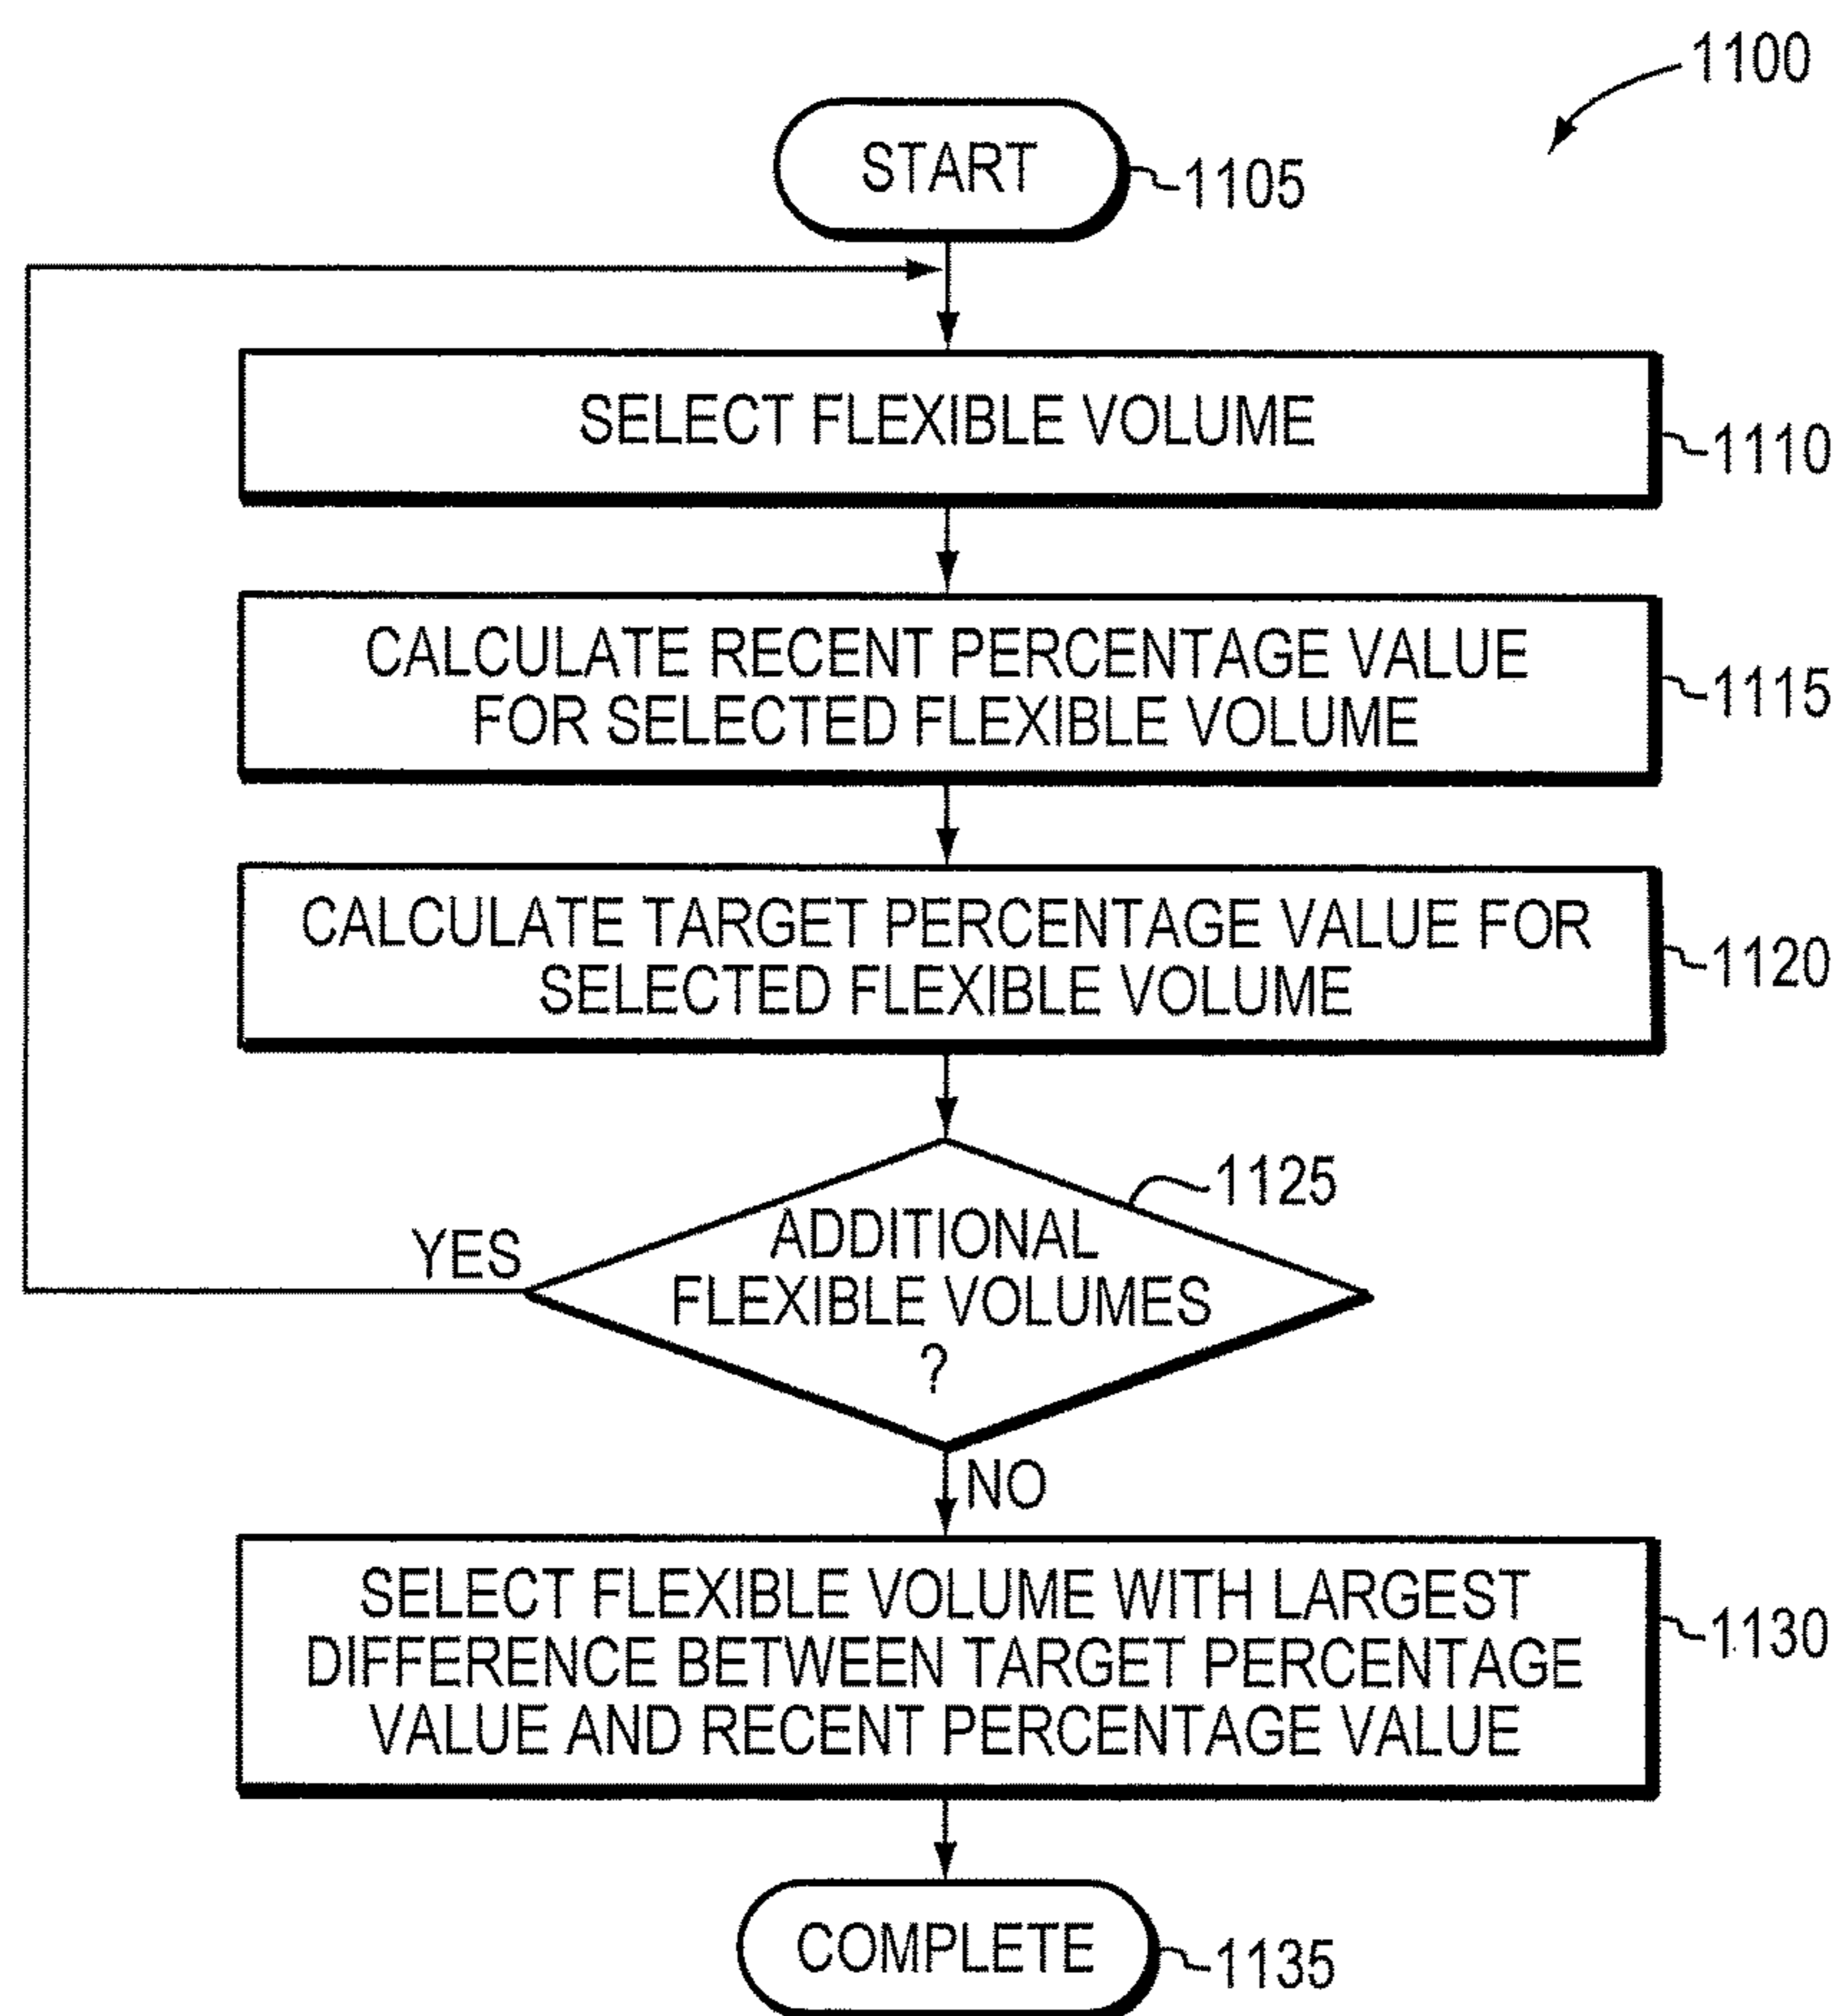 1100
START
1105
SELECT FLEXIBLE VOLUME
1110
CALCULATE RECENT PERCENTAGE VALUE
FOR SELECTED FLEXIBLE VOLUME
1115
CALCULATE TARGET PERCENTAGE VALUE FOR
SELECTED FLEXIBLE VOLUME
1120
1125
ADDITIONAL
FLEXIBLE VOLUMES
?
YES
NO
SELECT FLEXIBLE VOLUME WITH LARGEST
DIFFERENCE BETWEEN TARGET PERCENTAGE
VALUE AND RECENT PERCENTAGE VALUE
1130
COMPLETE
1135